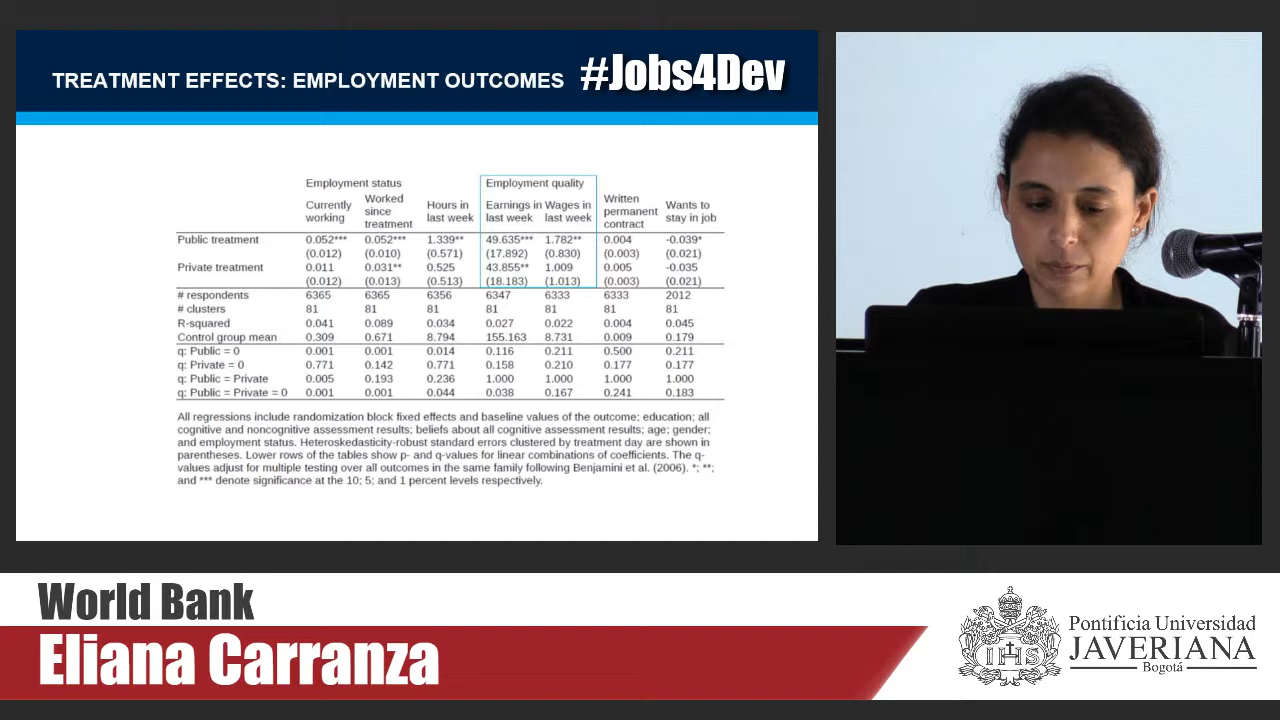 TREATMENT EFFECTS: EMPLOYMENT OUTCOMES #Jobs4Dev
Employment status Employment quality
Currently working Worked since treatment Hours in last week Earnings in last week Wages in last week Written permanent contract Wants to stay in job
Public treatment 0.052*** 0.052*** 1.339** 49.635*** 1.782** 0.004 -0.039*
(0.012) (0.010) (0.571) (17.892) (0.830) (0.003) (0.021)
Private treatment 0.011 0.031** 0.525 43.855** 1.009 0.005 -0.035
(0.012) (0.013) (0.513) (18.183) (1.013) (0.003) (0.021)
# respondents 6365 6365 6356 6347 6333 6333 2012
# clusters 81 81 81 81 81 81 81
R-squared 0.041 0.089 0.034 0.027 0.022 0.004 0.045
Control group mean 0.309 0.671 8.794 155.163 8.731 0.009 0.179
q: Public = 0 0.001 0.001 0.014 0.116 0.211 0.500 0.211
q: Private = 0 0.771 0.142 0.771 0.158 0.210 0.177 0.177
q: Public = Private 0.005 0.193 0.236 1.000 1.000 1.000 1.000
q: Public = Private = 0 0.001 0.001 0.044 0.038 0.167 0.241 0.183
All regressions include randomization block fixed effects and baseline values of the outcome; education; all
cognitive and noncognitive assessment results; beliefs about all cognitive assessment results; age; gender;
and employment status. Heteroskedasticity-robust standard errors clustered by treatment day are shown in
parentheses. Lower rows of the tables show p- and q-values for linear combinations of coefficients. The q-
values adjust for multiple testing over all outcomes in the same family following Benjamini et al. (2006). *; **;
and *** denote significance at the 10; 5; and 1 percent levels respectively.
World Bank
Eliana Carranza
IHS
Pontificia Universidad
JAVERIANA
Bogotá